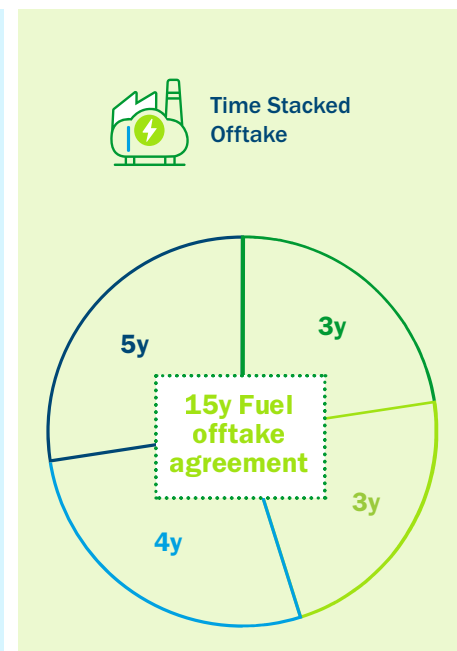 Time Stacked
Offtake
5y
3y
15y Fuel
offtake
agreement
3y
4y